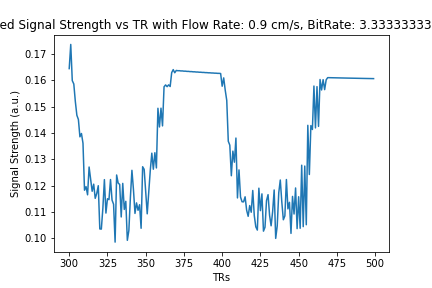 ed Signal Strength vs TR with Flow Rate: 0.9 cm/s, BitRate: 3.33333333
0.17
0.16
0.15
0.14
0.13
0.12
0.11
0.10
Signal Strength (a.u.)
300 325 350 375 400 425 450 475 500
TRs